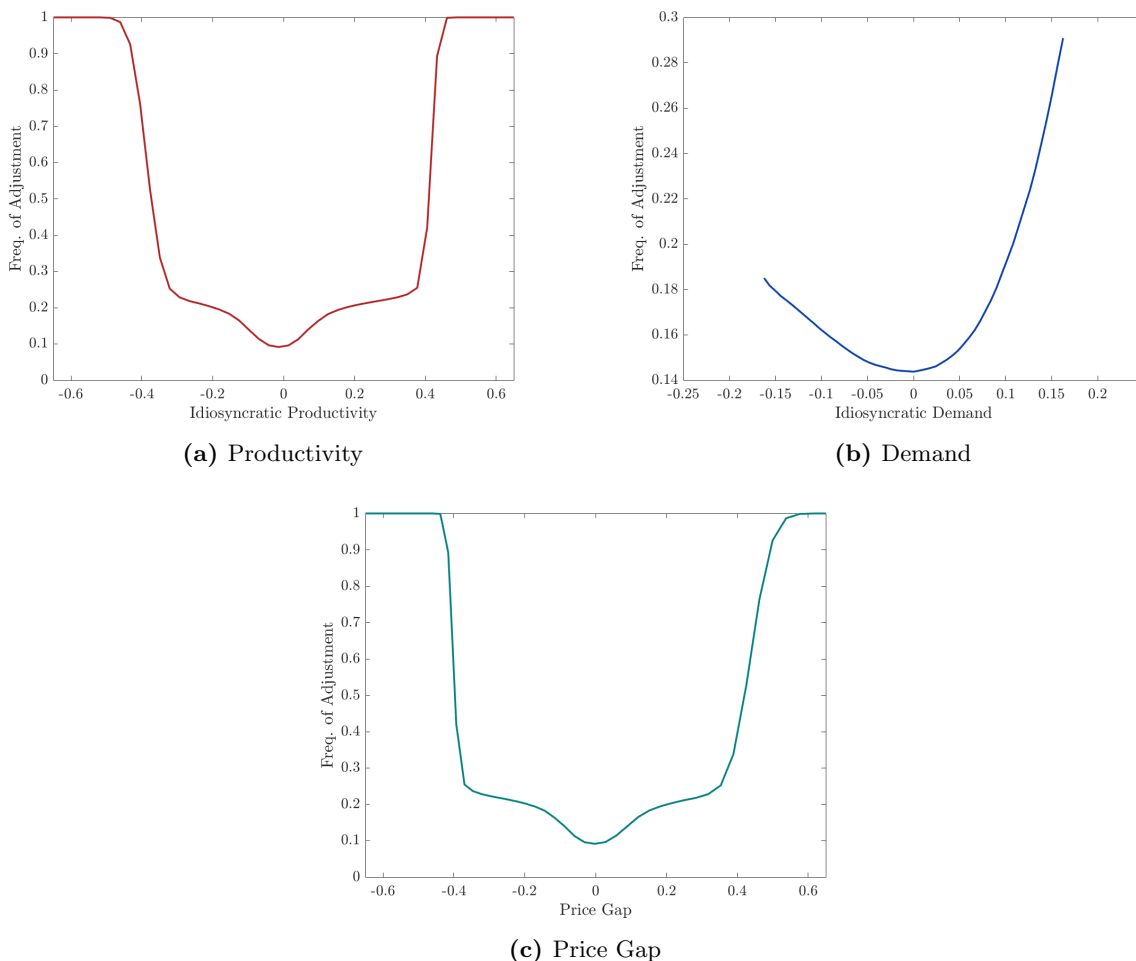 1
0.9
0.8
0.7
0.6
0.5
0.4
0.3
0.2
0.1
0
Freq. of Adjustment
-0.6 -0.4 -0.2 0 0.2 0.4 0.6
Idiosyncratic Productivity
(a) Productivity
0.3
0.28
0.26
0.24
0.22
0.2
0.18
0.16
0.14
Freq. of Adjustment
-0.25 -0.2 -0.15 -0.1 -0.05 0 0.05 0.1 0.15 0.2
Idiosyncratic Demand
(b) Demand
1
0.9
0.8
0.7
0.6
0.5
0.4
0.3
0.2
0.1
0
Freq. of Adjustment
-0.6 -0.4 -0.2 0 0.2 0.4 0.6
Price Gap
(c) Price Gap